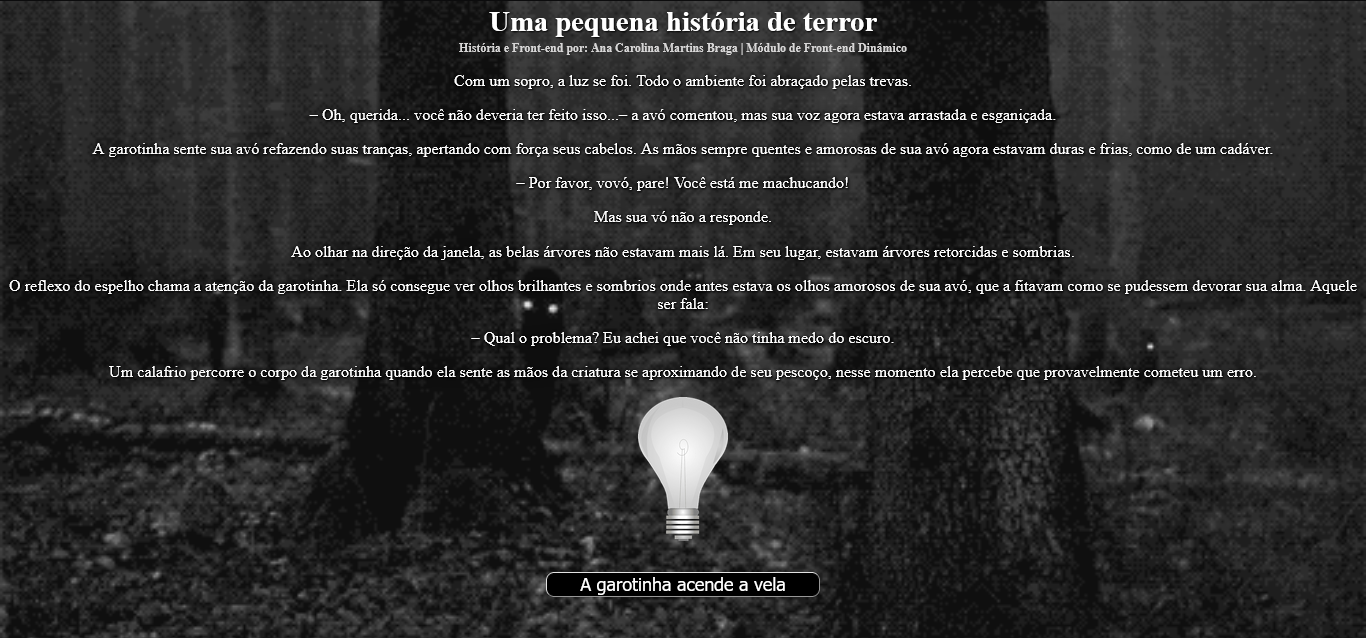 Uma pequena história de terror
História e Front-end por: Ana Carolina Martins Braga | Módulo de Front-end Dinâmico
Com um sopro, a luz se foi. Todo o ambiente foi abraçado pelas trevas.
– Oh, querida... você não deveria ter feito isso...– a avó comentou, mas sua voz agora estava arrastada e esganiçada.
A garotinha sente sua avó refazendo suas tranças, apertando com força seus cabelos. As mãos sempre quentes e amorosas de sua avó agora estavam duras e frias, como de um cadáver.
– Por favor, vovó, pare! Você está me machucando!
Mas sua vó não a responde.
Ao olhar na direção da janela, as belas árvores não estavam mais lá. Em seu lugar, estavam árvores retorcidas e sombrias.
O reflexo do espelho chama a atenção da garotinha. Ela só consegue ver olhos brilhantes e sombrios onde antes estava os olhos amorosos de sua avó, que a fitavam como se pudessem devorar sua alma. Aquele
ser fala:
– Qual o problema? Eu achei que você não tinha medo do escuro.
Um calafrio percorre o corpo da garotinha quando ela sente as mãos da criatura se aproximando de seu pescoço, nesse momento ela percebe que provavelmente cometeu um erro.
A garotinha acende a vela